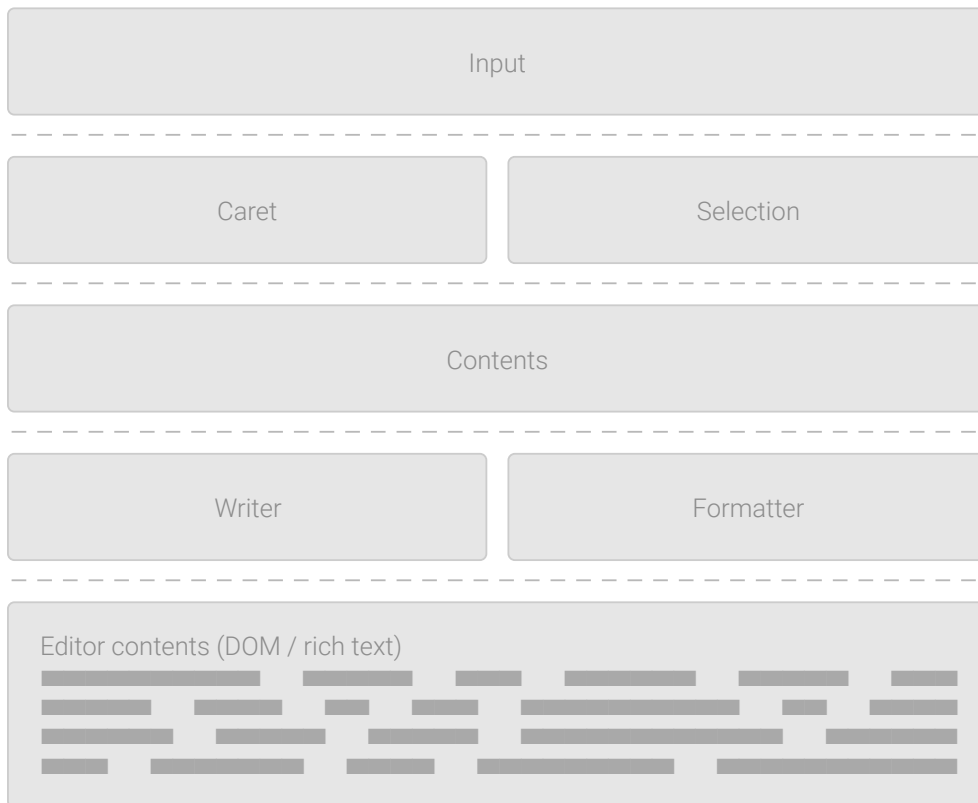 Input
Caret
Selection
Contents
Writer
Formatter
Editor contents (DOM / rich text)